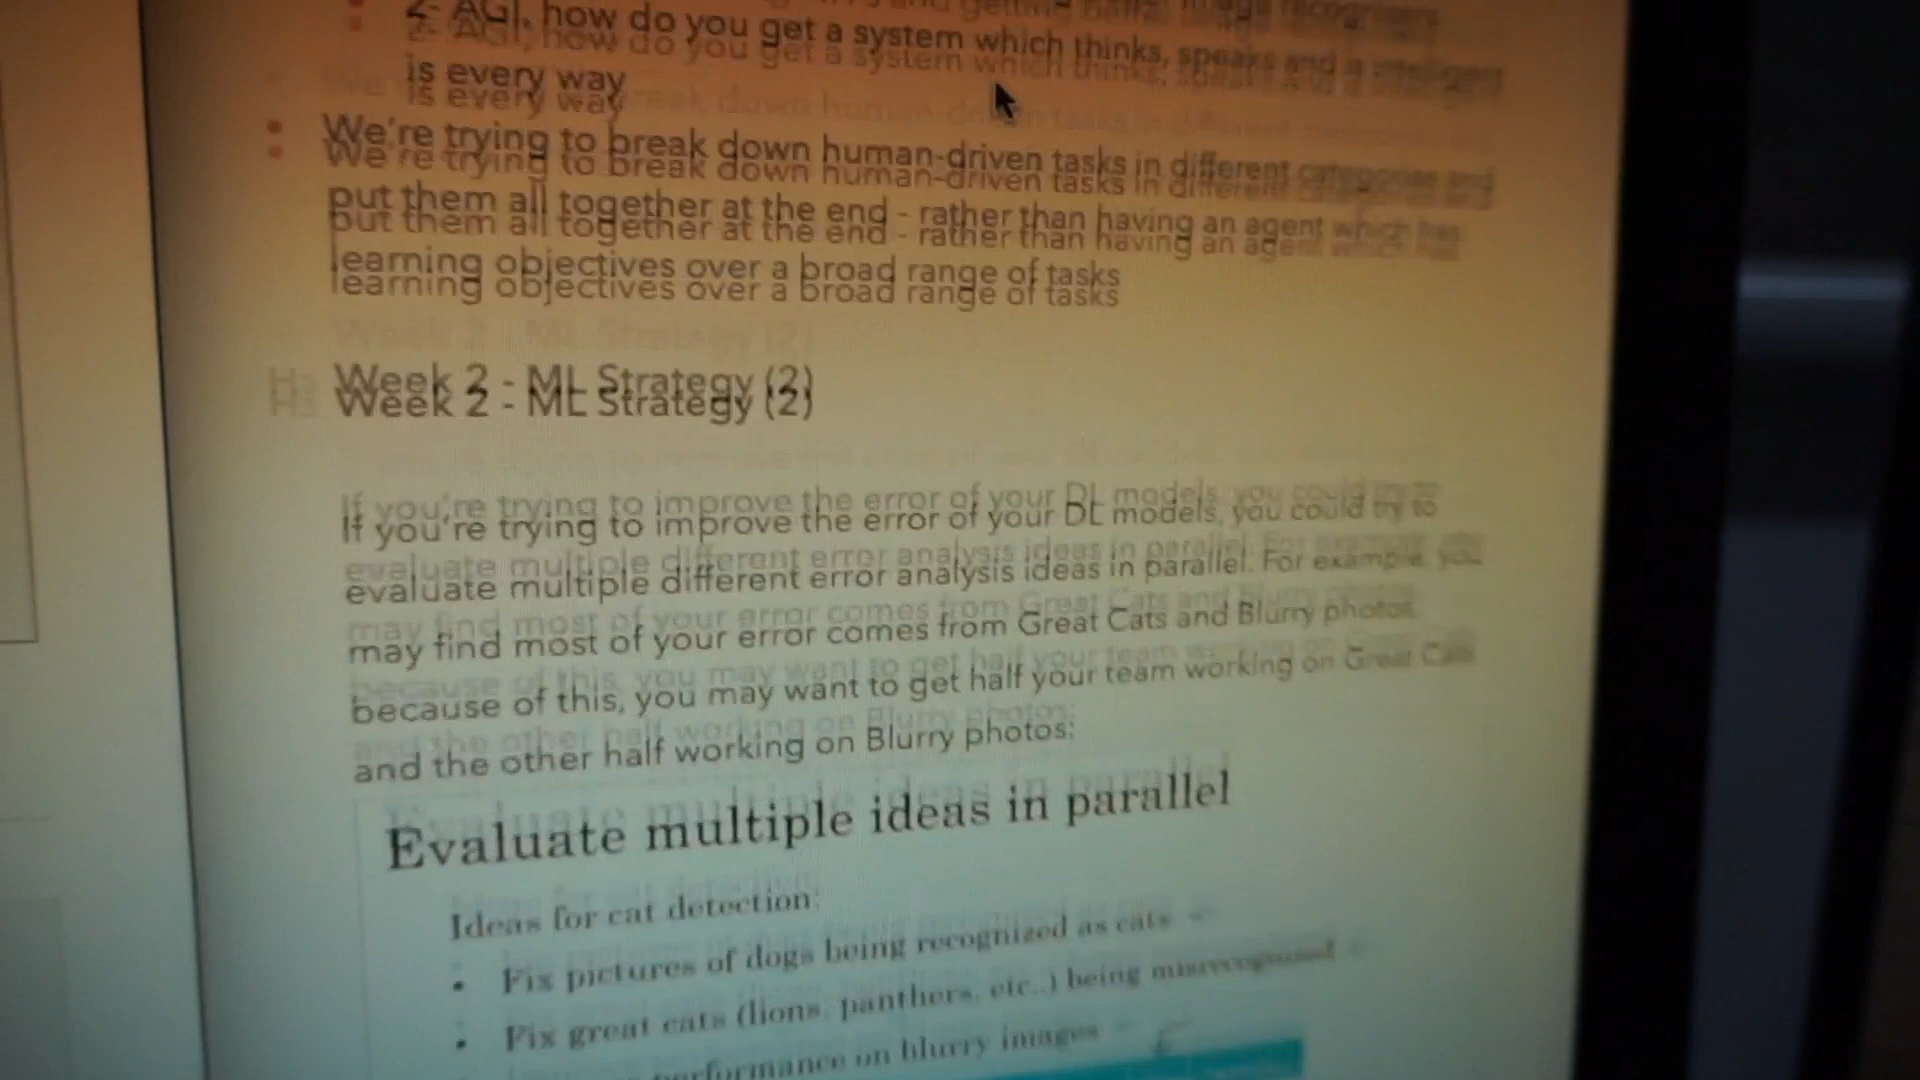 2- AGI, how do you get a system which thinks, speaks and is intelligent
is every way
We're trying to break down human-driven tasks in different categories and
put them all together at the end - rather than having an agent which has
learning objectives over a broad range of tasks
H3 Week 2 - ML Strategy (2)
If you're trying to improve the error of your DL models, you could try to
evaluate multiple different error analysis ideas in parallel. For example, you
may find most of your error comes from Great Cats and Blurry photos,
because of this, you may want to get half your team working on Great Cats
and the other half working on Blurry photos:
Evaluate multiple ideas in parallel
Ideas for cat detection:
• Fix pictures of dogs being recognized as cats
• Fix great cats (lions, panthers, etc..) being misrecognized
performance on blurry images